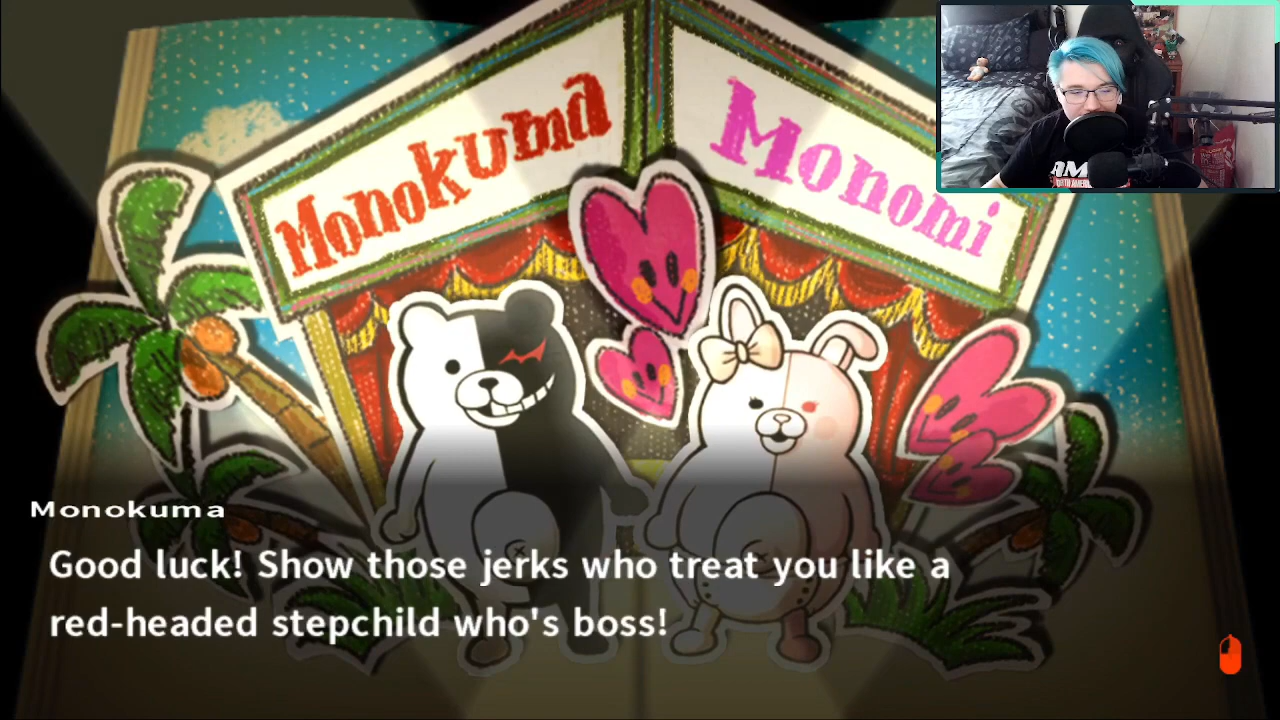 Monokuma
Monomi
Monokuma
Good luck! Show those jerks who treat you like a
red-headed stepchild who's boss!